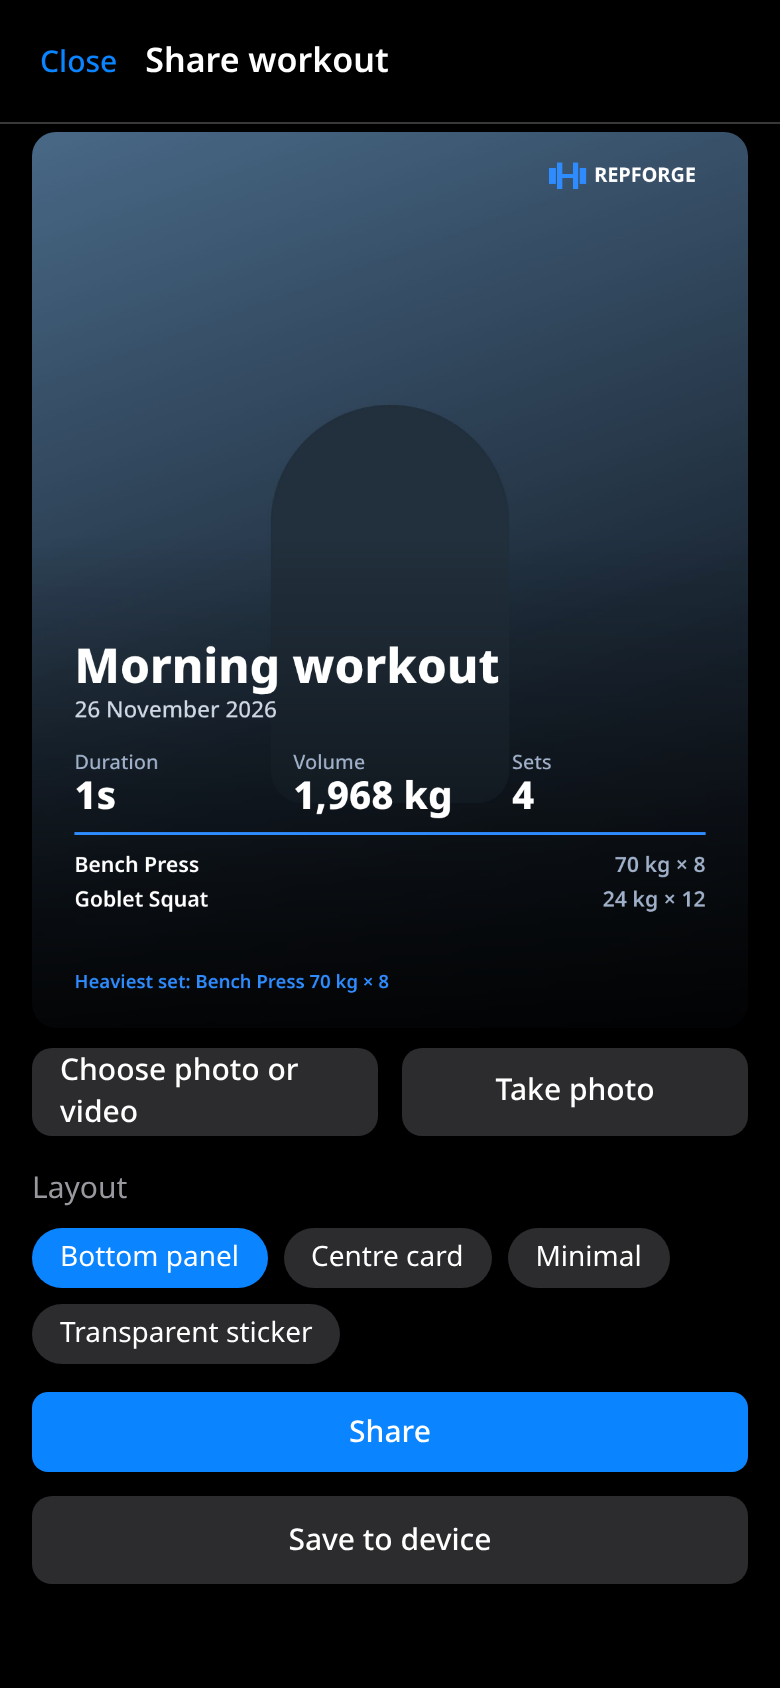 Close Share workout
REPFORGE
Morning workout
26 November 2026
Duration Volume Sets
1s 1,968 kg 4
Bench Press 70 kg × 8
Goblet Squat 24 kg × 12
Heaviest set: Bench Press 70 kg × 8
Choose photo or
video
Take photo
Layout
Bottom panel Centre card Minimal
Transparent sticker
Share
Save to device